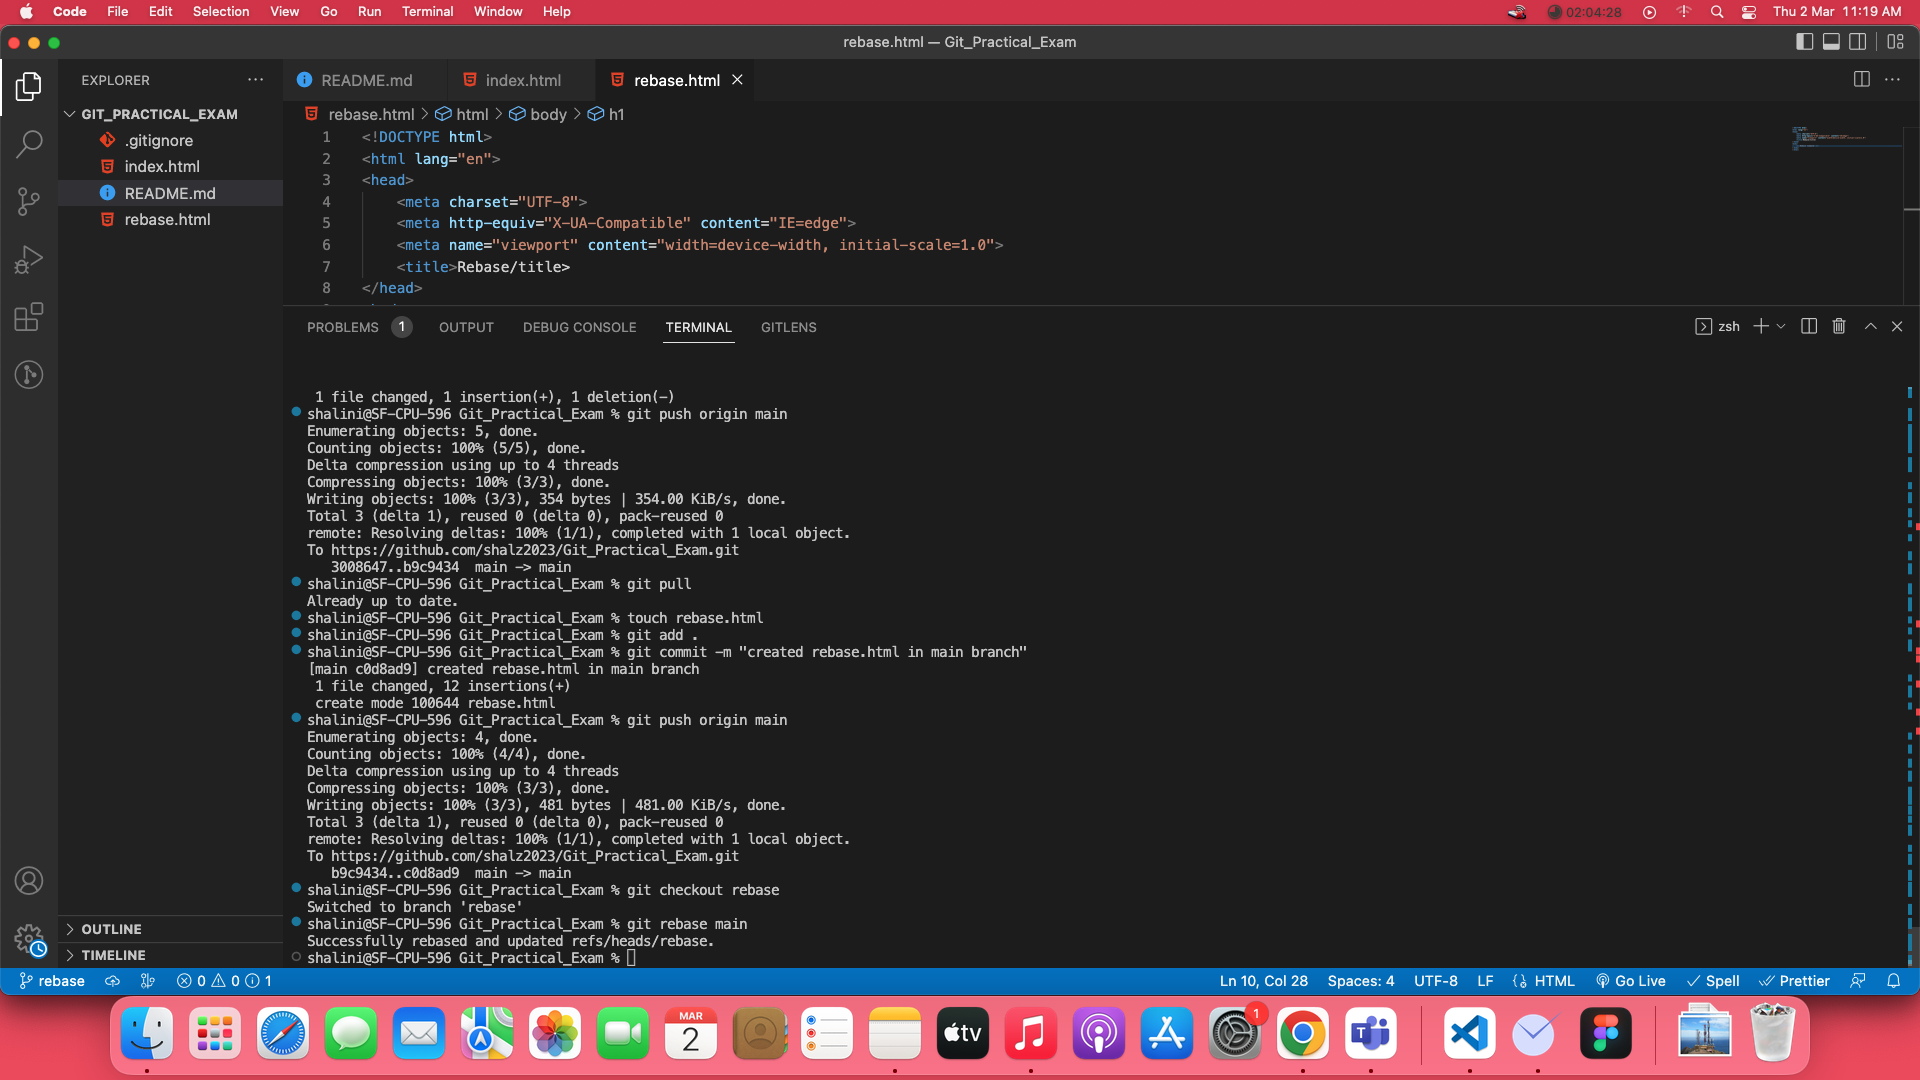 Code File Edit Selection View Go Run Terminal Window Help
02:04:28
Thu 2 Mar 11:19 AM
rebase.html — Git_Practical_Exam
EXPLORER
GIT_PRACTICAL_EXAM
.gitignore
index.html
README.md
rebase.html
OUTLINE
TIMELINE
README.md
index.html
rebase.html
rebase.html > html > body > h1
1 <!DOCTYPE html>
2 <html lang="en">
3 <head>
4 <meta charset="UTF-8">
5 <meta http-equiv="X-UA-Compatible" content="IE=edge">
6 <meta name="viewport" content="width=device-width, initial-scale=1.0">
7 <title>Rebase/title>
8 </head>
PROBLEMS 1 OUTPUT DEBUG CONSOLE TERMINAL GITLENS
zsh
1 file changed, 1 insertion(+), 1 deletion(-)
shalini@SF-CPU-596 Git_Practical_Exam % git push origin main
Enumerating objects: 5, done.
Counting objects: 100% (5/5), done.
Delta compression using up to 4 threads
Compressing objects: 100% (3/3), done.
Writing objects: 100% (3/3), 354 bytes | 354.00 KiB/s, done.
Total 3 (delta 1), reused 0 (delta 0), pack-reused 0
remote: Resolving deltas: 100% (1/1), completed with 1 local object.
To https://github.com/shalz2023/Git_Practical_Exam.git
3008647..b9c9434 main -> main
shalini@SF-CPU-596 Git_Practical_Exam % git pull
Already up to date.
shalini@SF-CPU-596 Git_Practical_Exam % touch rebase.html
shalini@SF-CPU-596 Git_Practical_Exam % git add .
shalini@SF-CPU-596 Git_Practical_Exam % git commit -m "created rebase.html in main branch"
[main c0d8ad9] created rebase.html in main branch
1 file changed, 12 insertions(+)
create mode 100644 rebase.html
shalini@SF-CPU-596 Git_Practical_Exam % git push origin main
Enumerating objects: 4, done.
Counting objects: 100% (4/4), done.
Delta compression using up to 4 threads
Compressing objects: 100% (3/3), done.
Writing objects: 100% (3/3), 481 bytes | 481.00 KiB/s, done.
Total 3 (delta 1), reused 0 (delta 0), pack-reused 0
remote: Resolving deltas: 100% (1/1), completed with 1 local object.
To https://github.com/shalz2023/Git_Practical_Exam.git
b9c9434..c0d8ad9 main -> main
shalini@SF-CPU-596 Git_Practical_Exam % git checkout rebase
Switched to branch 'rebase'
shalini@SF-CPU-596 Git_Practical_Exam % git rebase main
Successfully rebased and updated refs/heads/rebase.
shalini@SF-CPU-596 Git_Practical_Exam %
rebase 0 0 1
Ln 10, Col 28 Spaces: 4 UTF-8 LF HTML Go Live Spell Prettier
MAR
2
tv
1